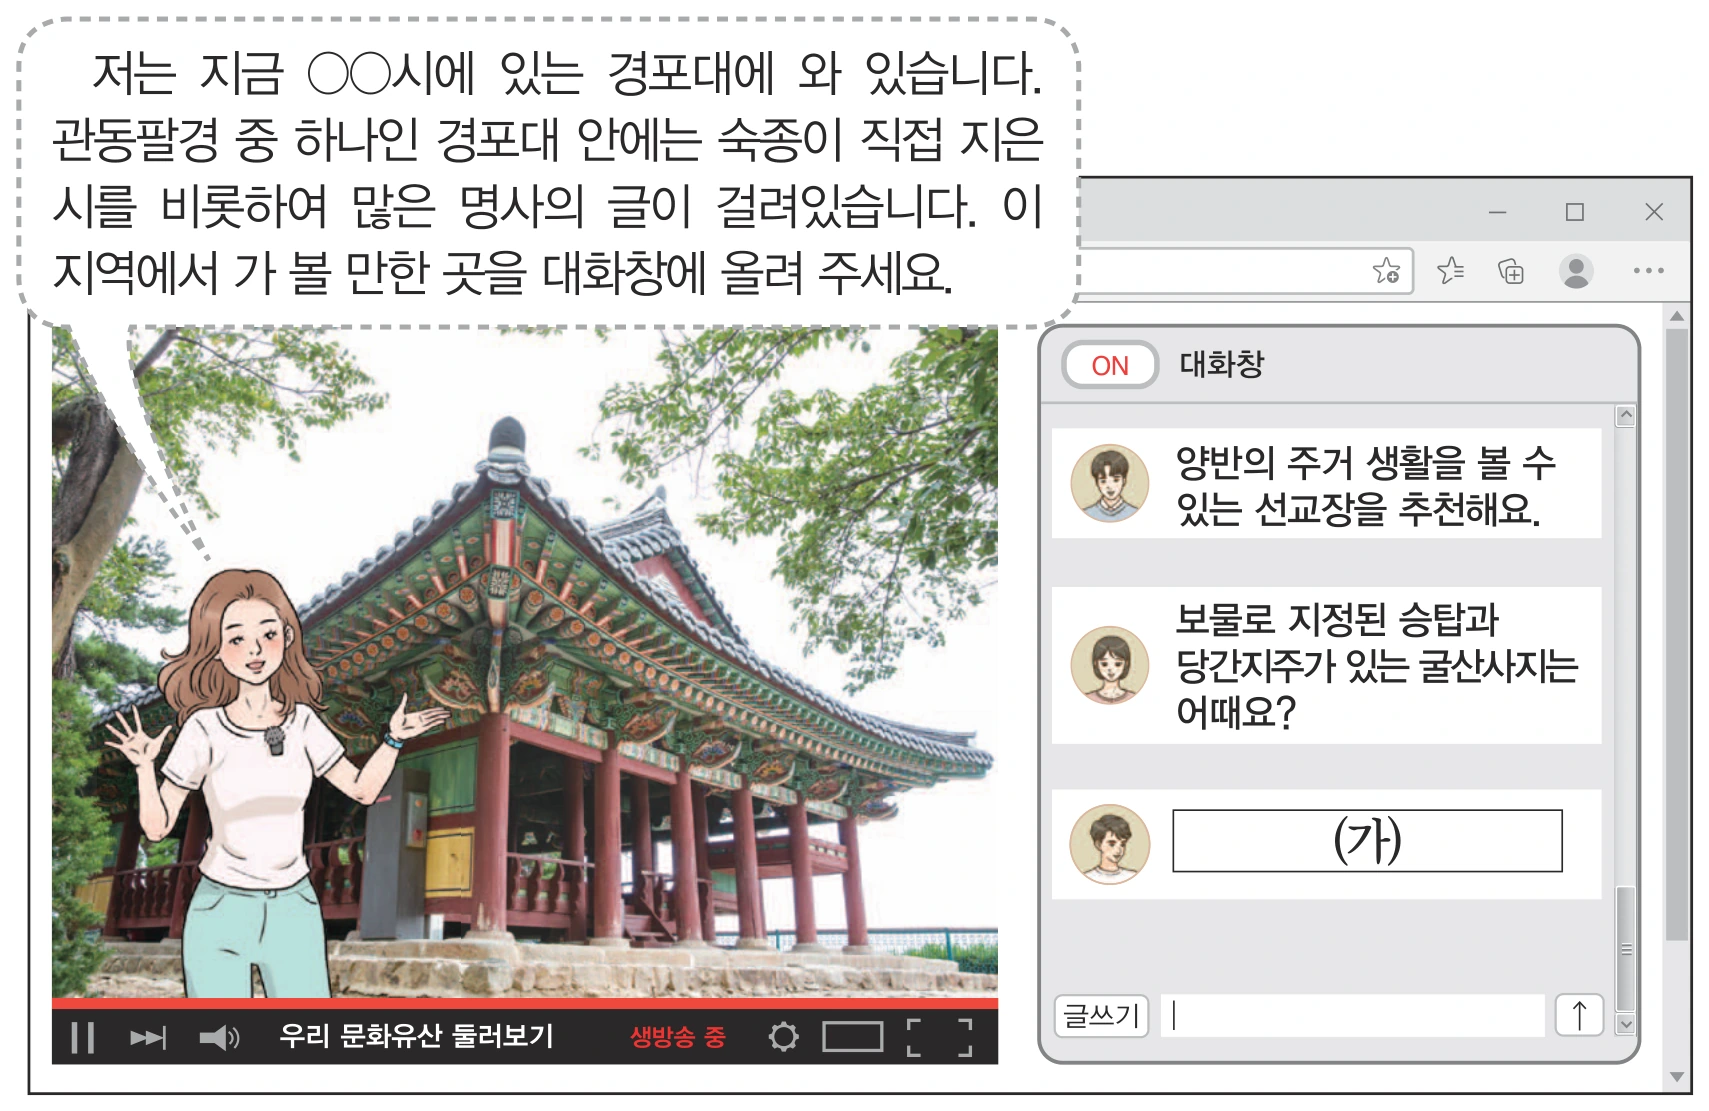 저는 지금 ○○시에 있는 경포대에 와 있습니다.
관동팔경 중 하나인 경포대 안에는 숙종이 직접 지은
시를 비롯하여 많은 명사의 글이 걸려있습니다. 이
지역에서 가 볼 만한 곳을 대화창에 올려 주세요.
ON 대화창
양반의 주거 생활을 볼 수
있는 선교장을 추천해요.
보물로 지정된 승탑과
당간지주가 있는 굴산사지는
어때요?
(가)
글쓰기
우리 문화유산 둘러보기 생방송 중